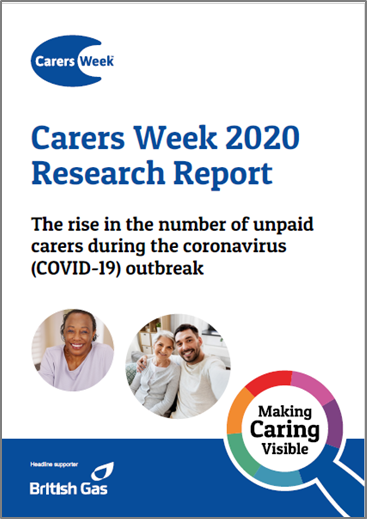 Carers Week
Carers Week 2020
Research Report
The rise in the number of unpaid
carers during the coronavirus
(COVID-19) outbreak
Making
Caring
Visible
Headline supporter
British Gas